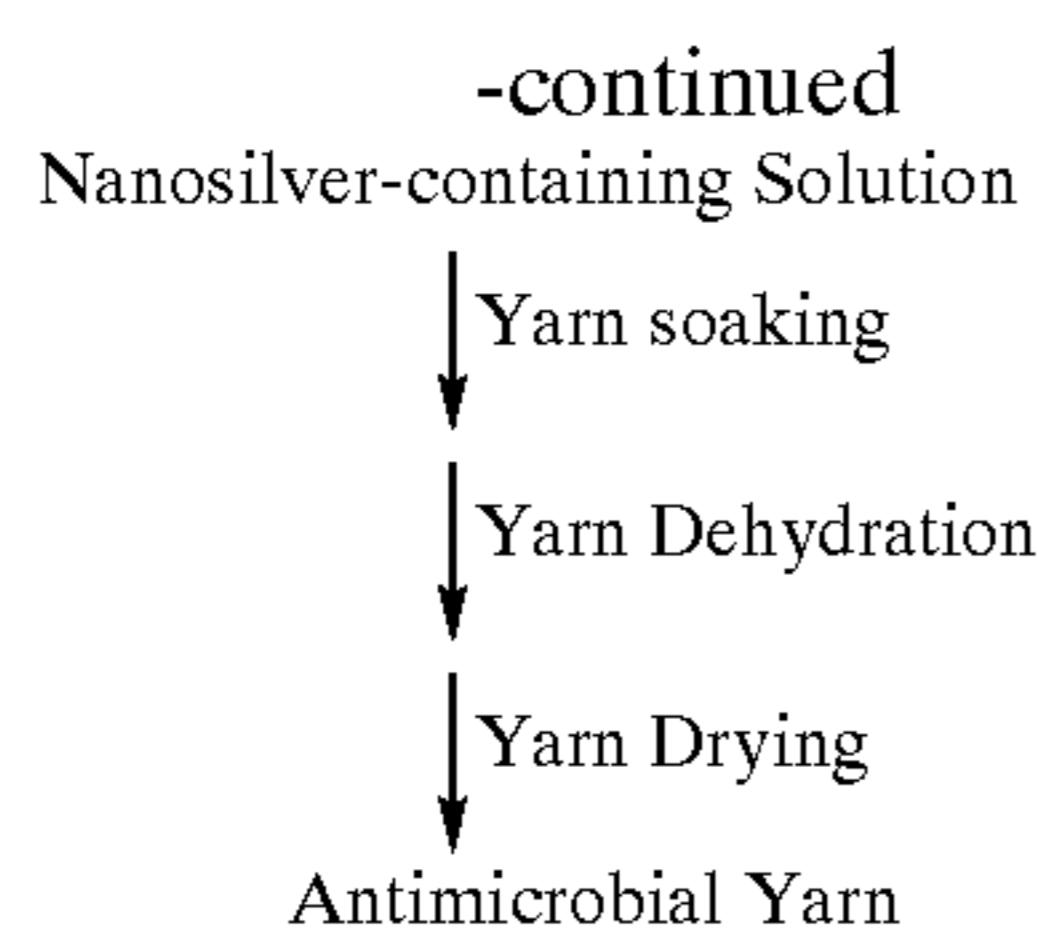 -continued
Nanosilver-containing Solution
Yarn soaking
Yarn Dehydration
Yarn Drying
Antimicrobial Yarn